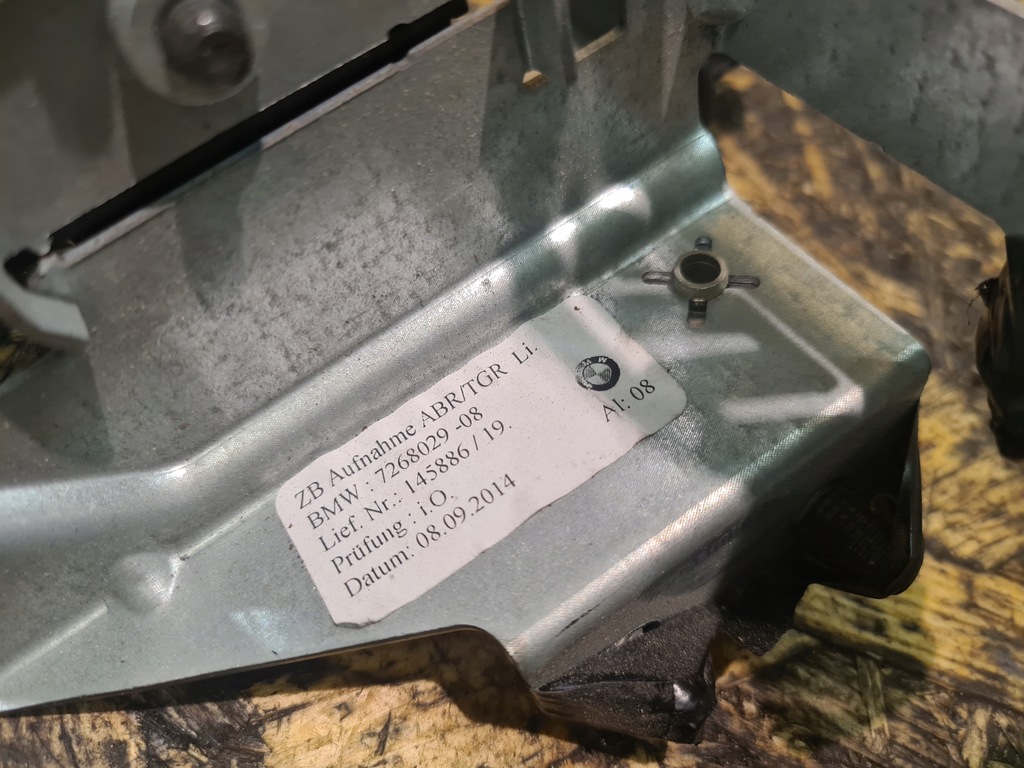 ZB Aufnahme ABR/TGR Li.
BMW : 7268029 -08
Lief. Nr.: 145886 / 19.
Prüfung : i.O.
Datum: 08.09.2014
BMW
AI: 08